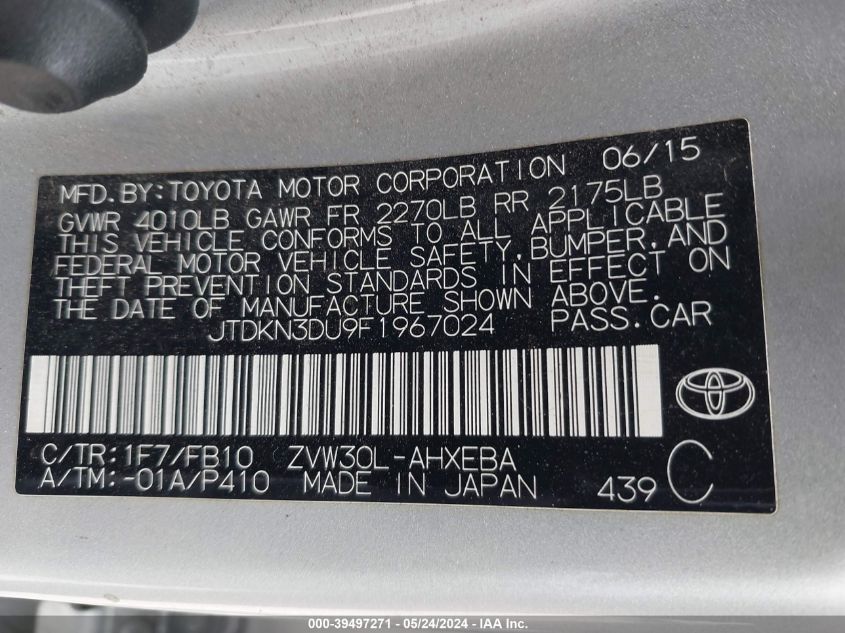 MFD. BY: TOYOTA MOTOR CORPORATION 06/15
GVWR 4010LB GAWR FR 2270LB RR 2175LB
THIS VEHICLE CONFORMS TO ALL APPLICABLE
FEDERAL MOTOR VEHICLE SAFETY, BUMPER, AND
THEFT PREVENTION STANDARDS IN EFFECT ON
THE DATE OF MANUFACTURE SHOWN ABOVE.
JTDKN3DU9F1967024 PASS. CAR
C/TR: 1F7/FB10 ZVW30L-AHXEBA C
A/TM: -01A/P410 MADE IN JAPAN 439
000-39497271 - 05/24/2024 - IAA Inc.